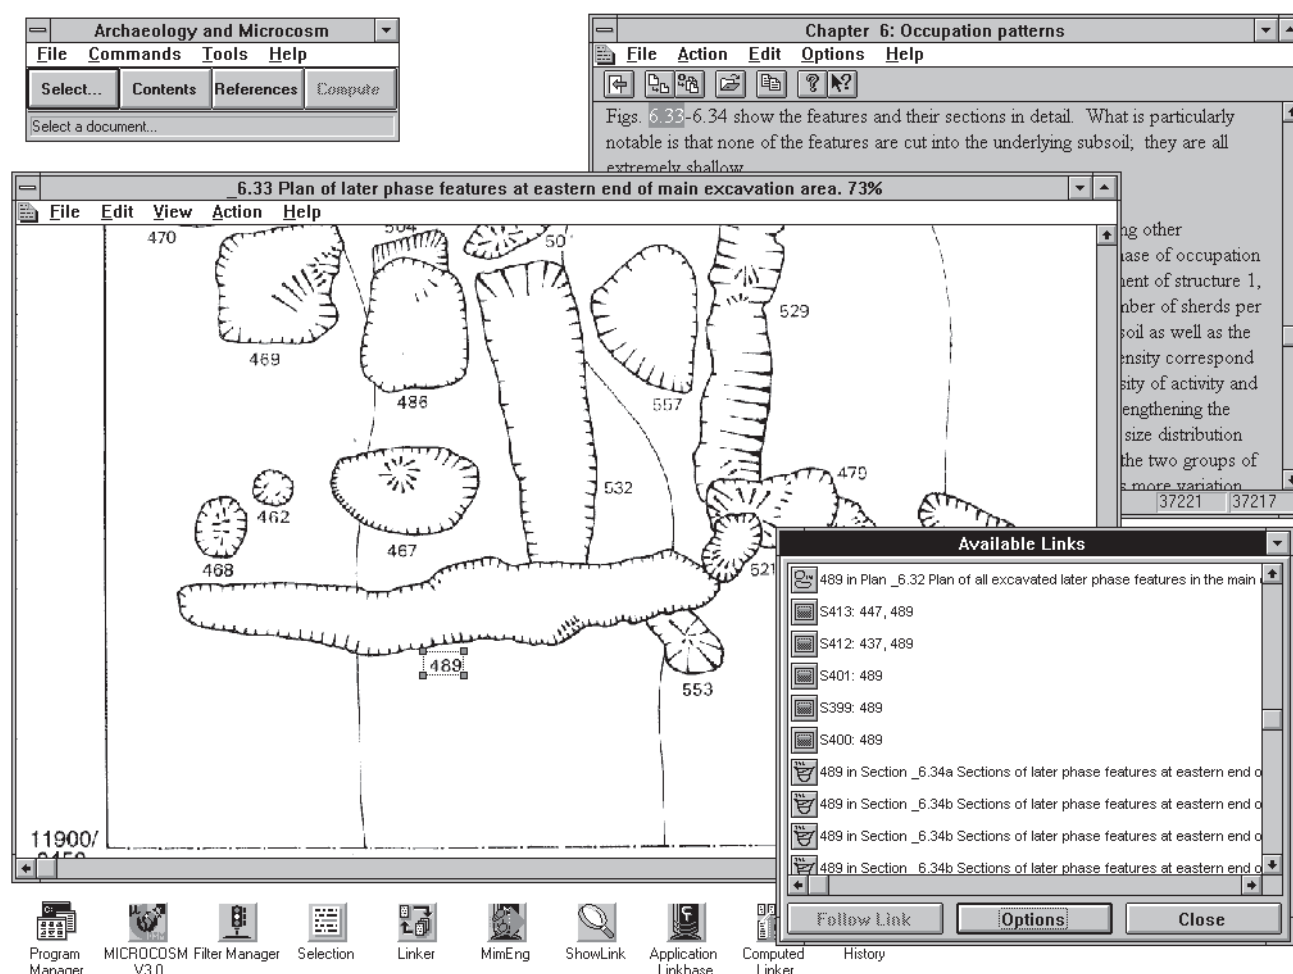 Archaeology and Microcosm
File Commands Tools Help
Select... Contents References Compute
Select a document...
Chapter 6: Occupation patterns
File Action Edit Options Help
Figs. 6.33-6.34 show the features and their sections in detail. What is particularly
notable is that none of the features are cut into the underlying subsoil; they are all
extremely shallow
ng other
hase of occupation
ment of structure 1,
mber of sherds per
soil as well as the
ensity correspond
sity of activity and
engthening the
size distribution
the two groups of
s more variation
37221 37217
_6.33 Plan of later phase features at eastern end of main excavation area. 73%
File Edit View Action Help
470
504
50
469
486
557
529
532
479
462
467
468
521
489
553
11900/
Available Links
489 in Plan _6.32 Plan of all excavated later phase features in the main
S413: 447, 489
S412: 437, 489
S401: 489
S399: 489
S400: 489
489 in Section _6.34a Sections of later phase features at eastern end o
489 in Section _6.34b Sections of later phase features at eastern end o
489 in Section _6.34b Sections of later phase features at eastern end o
489 in Section _6.34b Sections of later phase features at eastern end o
Follow Link Options Close
Program Manager
MICROCOSM V3.0
Filter Manager
Selection
Linker
MimEng
ShowLink
Application Linkbase
Computed Linker
History